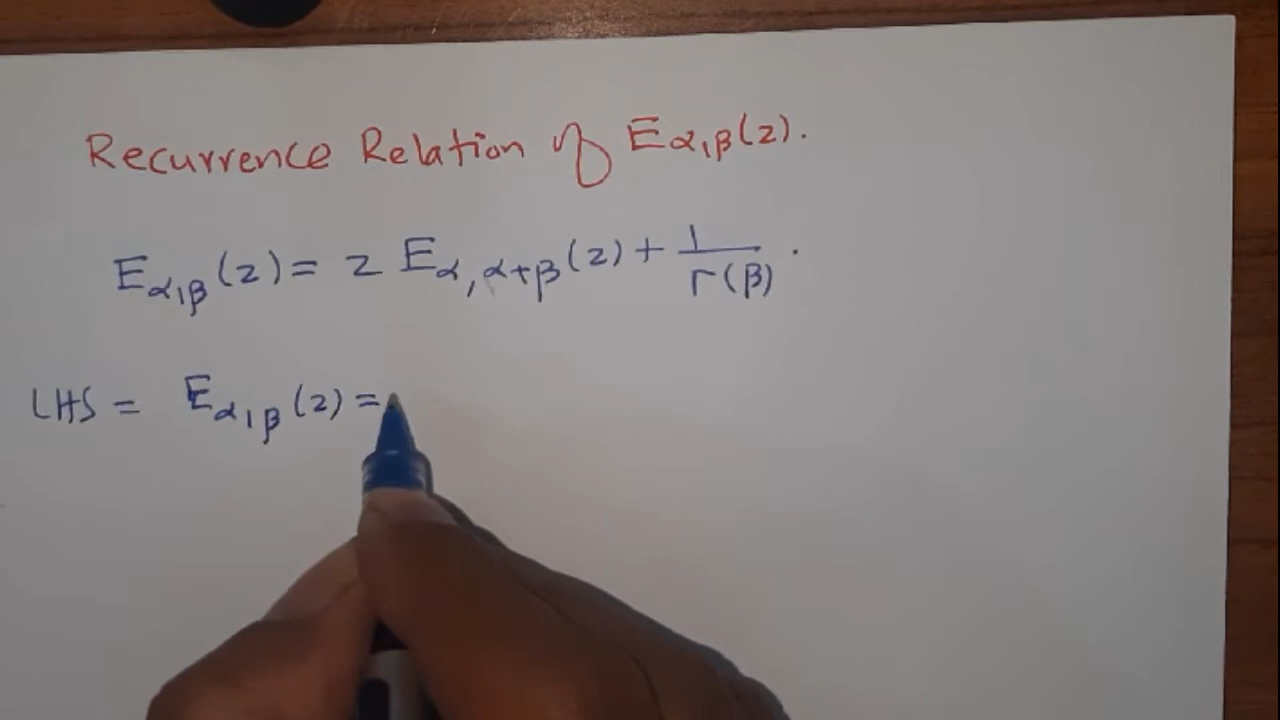 Recurrence Relation of Eα,β(z).
Eα,β(z) = z Eα,α+β(z) + 1/Γ(β) .
LHS = Eα,β(z) =